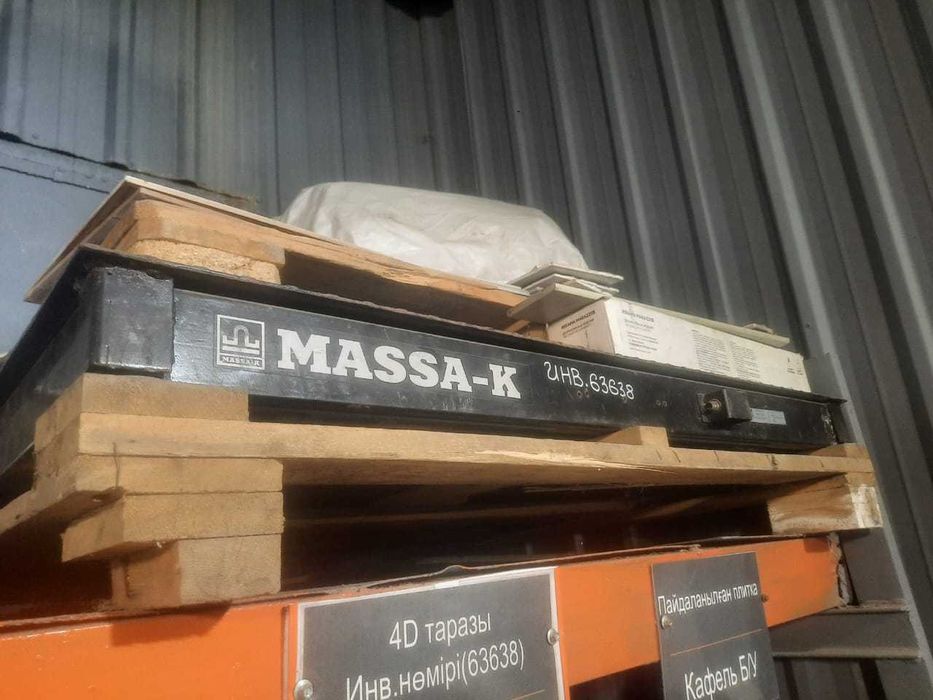 MASSA-K
MASSA-K
ИНВ.63638
4D таразы
Инв.нөмірі(63638)
Пайдаланылған плитка
Кафель Б/У